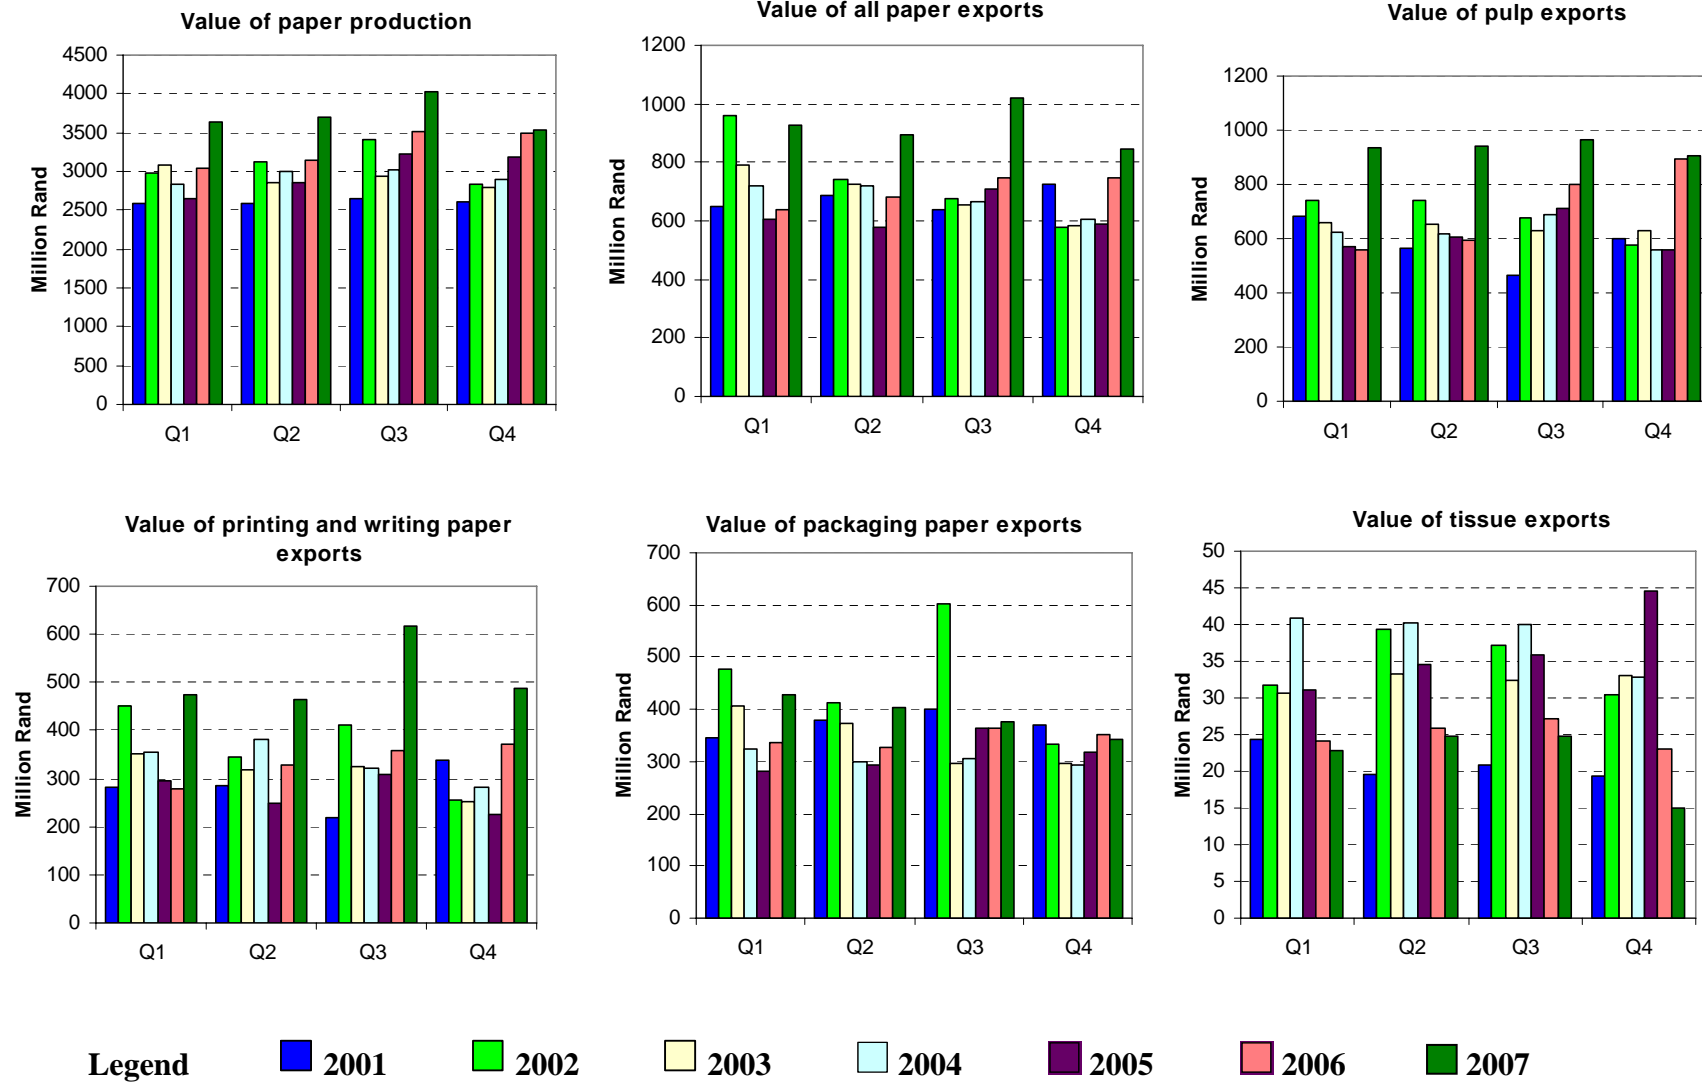 Value of paper production
4500
4000
3500
3000
2500
2000
1500
1000
500
0
Million Rand
Q1 Q2 Q3 Q4
Value of all paper exports
1200
1000
800
600
400
200
0
Million Rand
Q1 Q2 Q3 Q4
Value of pulp exports
1200
1000
800
600
400
200
0
Million Rand
Q1 Q2 Q3 Q4
Value of printing and writing paper
exports
700
600
500
400
300
200
100
0
Million Rand
Q1 Q2 Q3 Q4
Value of packaging paper exports
700
600
500
400
300
200
100
0
Million Rand
Q1 Q2 Q3 Q4
Value of tissue exports
50
45
40
35
30
25
20
15
10
5
0
Million Rand
Q1 Q2 Q3 Q4
Legend 2001 2002 2003 2004 2005 2006 2007